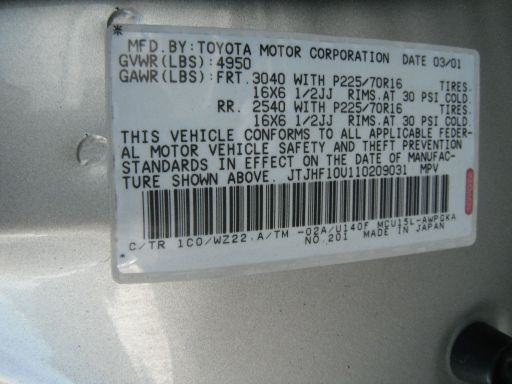 MFD. BY: TOYOTA MOTOR CORPORATION DATE 03/01
GVWR(LBS):4950
GAWR(LBS):FRT. 3040 WITH P225/70R16 TIRES.
16X6 1/2JJ RIMS.AT 30 PSI COLD.
RR. 2540 WITH P225/70R16 TIRES.
16X6 1/2JJ RIMS.AT 30 PSI COLD.
THIS VEHICLE CONFORMS TO ALL APPLICABLE FEDER-
AL MOTOR VEHICLE SAFETY AND THEFT PREVENTION
STANDARDS IN EFFECT ON THE DATE OF MANUFAC-
TURE SHOWN ABOVE. JTJHF10U110209031 MPV
C/TR 1C0/WZ22 A/TM -02A/U140F MCU15L-AWPGKA
NO.201 MADE IN JAPAN